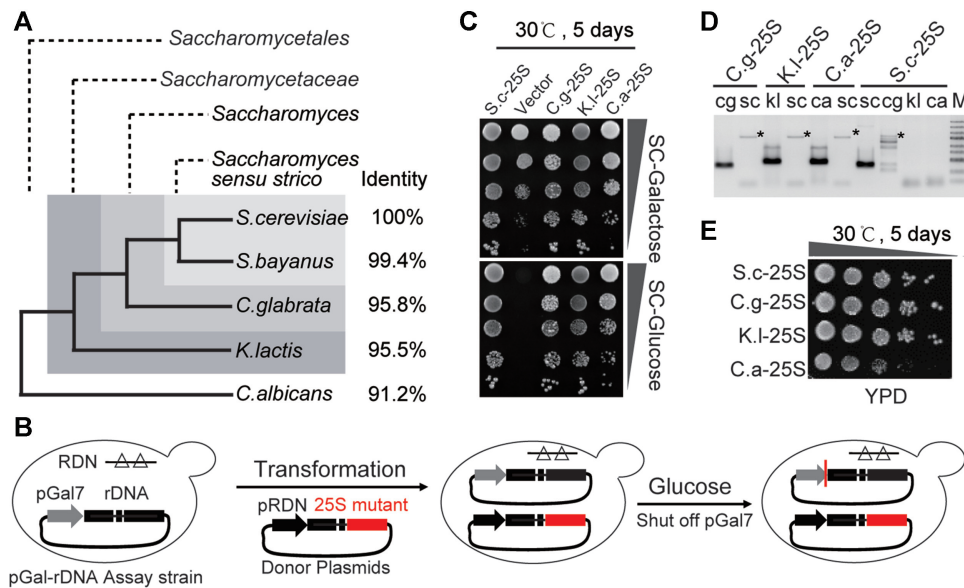 A
Saccharomycetales
Saccharomycetaceae
Saccharomyces
Saccharomyces
sensu strico
Identity
S.cerevisiae 100%
S.bayanus 99.4%
C.glabrata 95.8%
K.lactis 95.5%
C.albicans 91.2%
C
30℃, 5 days
S.c-25S
Vector
C.g-25S
K.l-25S
C.a-25S
SC-Galactose
SC-Glucose
D
C.g-25S
K.l-25S
C.a-25S
S.c-25S
cg sc kl sc ca sc sc cg kl ca M
* * * *
E
30℃, 5 days
S.c-25S
C.g-25S
K.l-25S
C.a-25S
YPD
B
RDN
pGal7 rDNA
pGal-rDNA Assay strain
Transformation
pRDN 25S mutant
Donor Plasmids
Glucose
Shut off pGal7